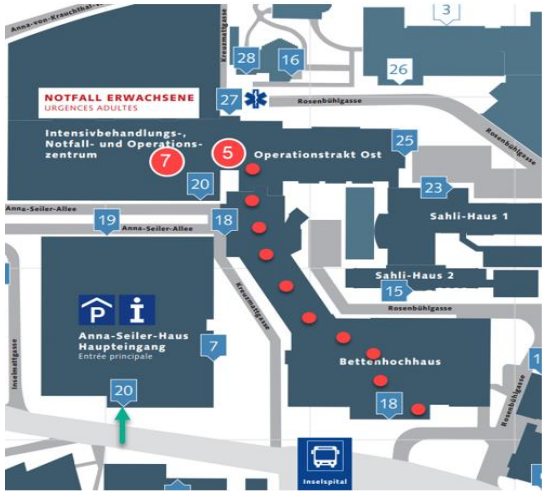 Anna-von-Krauchthal-
Kreuzmattgasse
3
28
16
26
NOTFALL ERWACHSENE
URGENCES ADULTES
27
Rosenbühlgasse
Rosenbühlgasse
Intensivbehandlungs-,
Notfall- und Operations-
zentrum
7
5
Operationstrakt Ost
25
20
23
Anna-Seiler-Allee
19
18
Anna-Seiler-Allee
Sahli-Haus 1
Sahli-Haus 2
15
Kreuzmattgasse
Rosenbühlgasse
P
i
Anna-Seiler-Haus
Haupteingang
Entrée principale
7
Inselmattgasse
Bettenhochhaus
20
18
Rosenbühlgasse
Inselspital